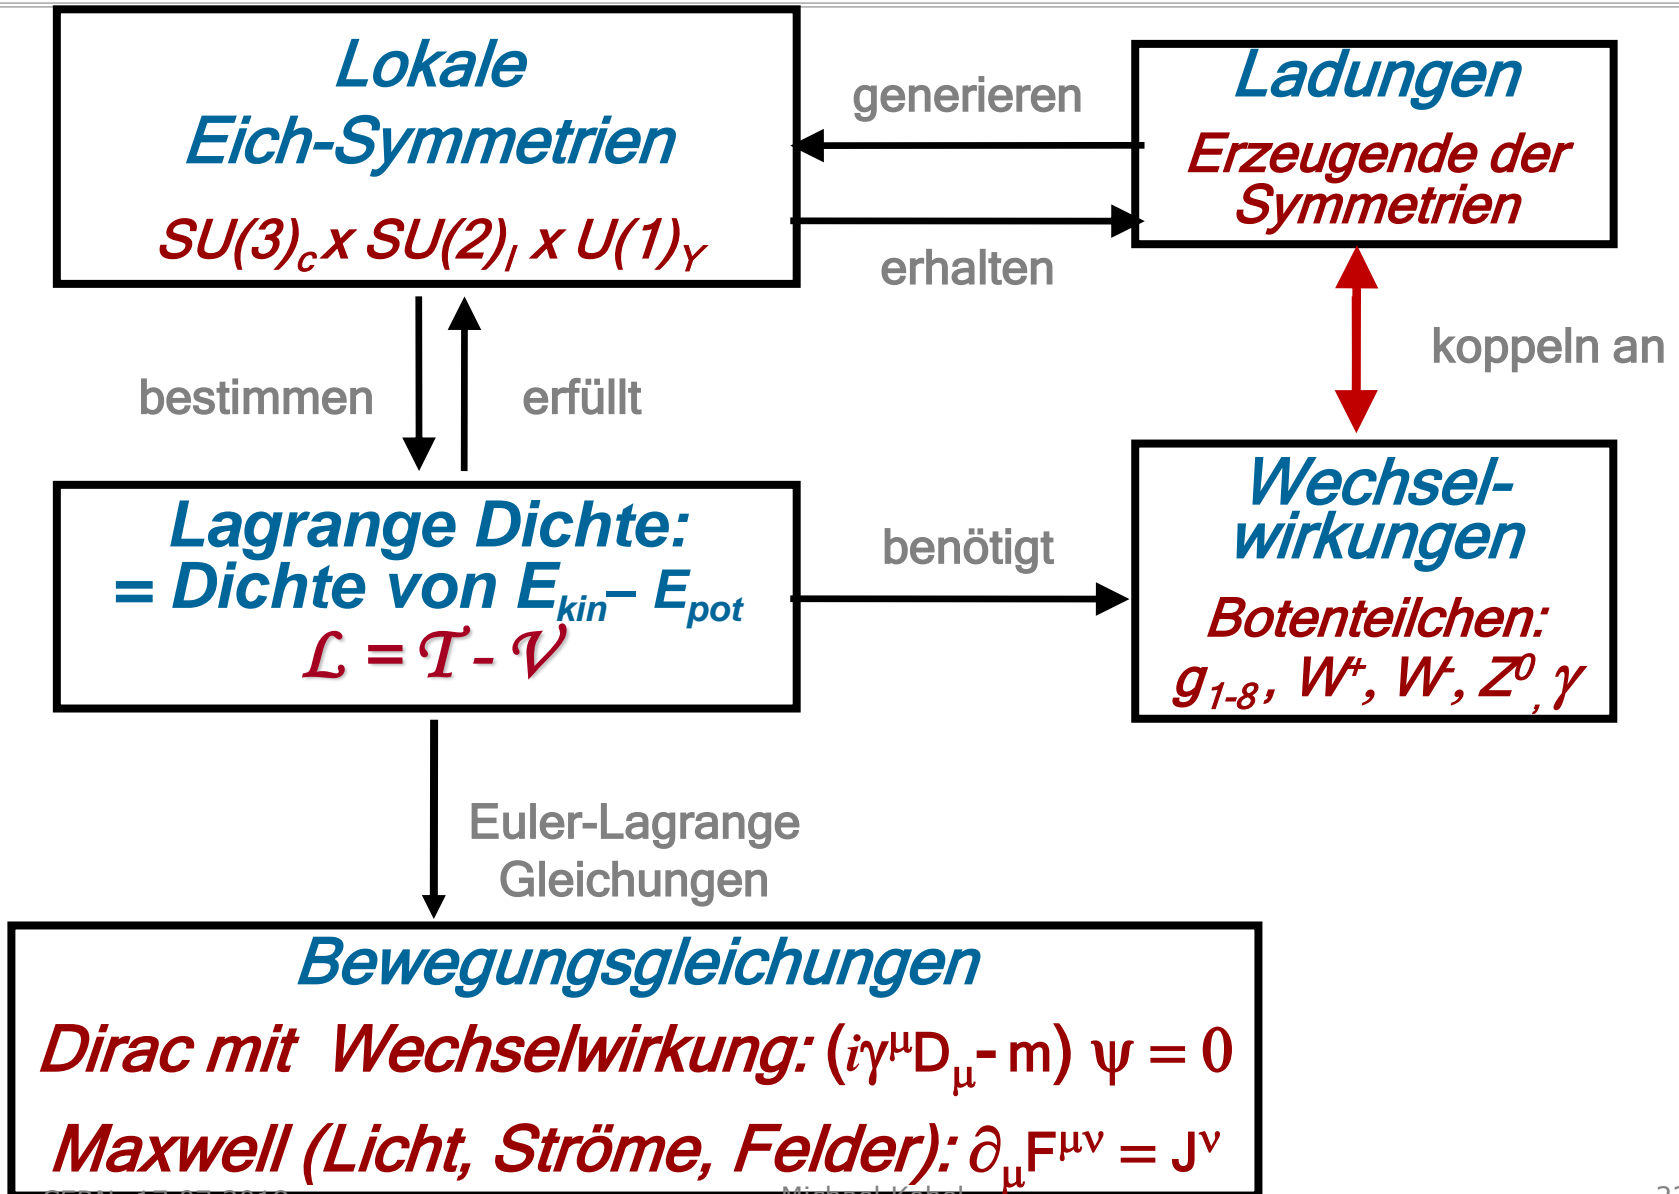 Lokale
Eich-Symmetrien
SU(3)c x SU(2)I x U(1)Y
generieren
erhalten
Ladungen
Erzeugende der
Symmetrien
koppeln an
bestimmen
erfüllt
Lagrange Dichte:
= Dichte von Ekin– Epot
ℒ = 𝒯 - 𝒱
benötigt
Wechsel-
wirkungen
Botenteilchen:
g1-8, W+, W-, Z0, γ
Euler-Lagrange
Gleichungen
Bewegungsgleichungen
Dirac mit Wechselwirkung: (iγμDμ- m) ψ = 0
Maxwell (Licht, Ströme, Felder): ∂μFμν = Jν